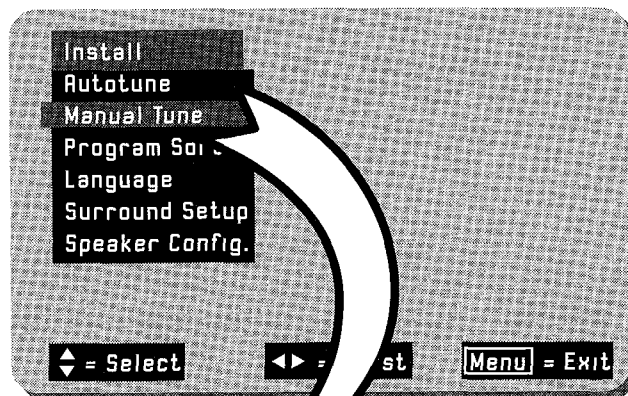 Install
Autotune
Manual Tune
Program
Language
Surround Setup
Speaker Config.
= Select
=
Menu = Exit